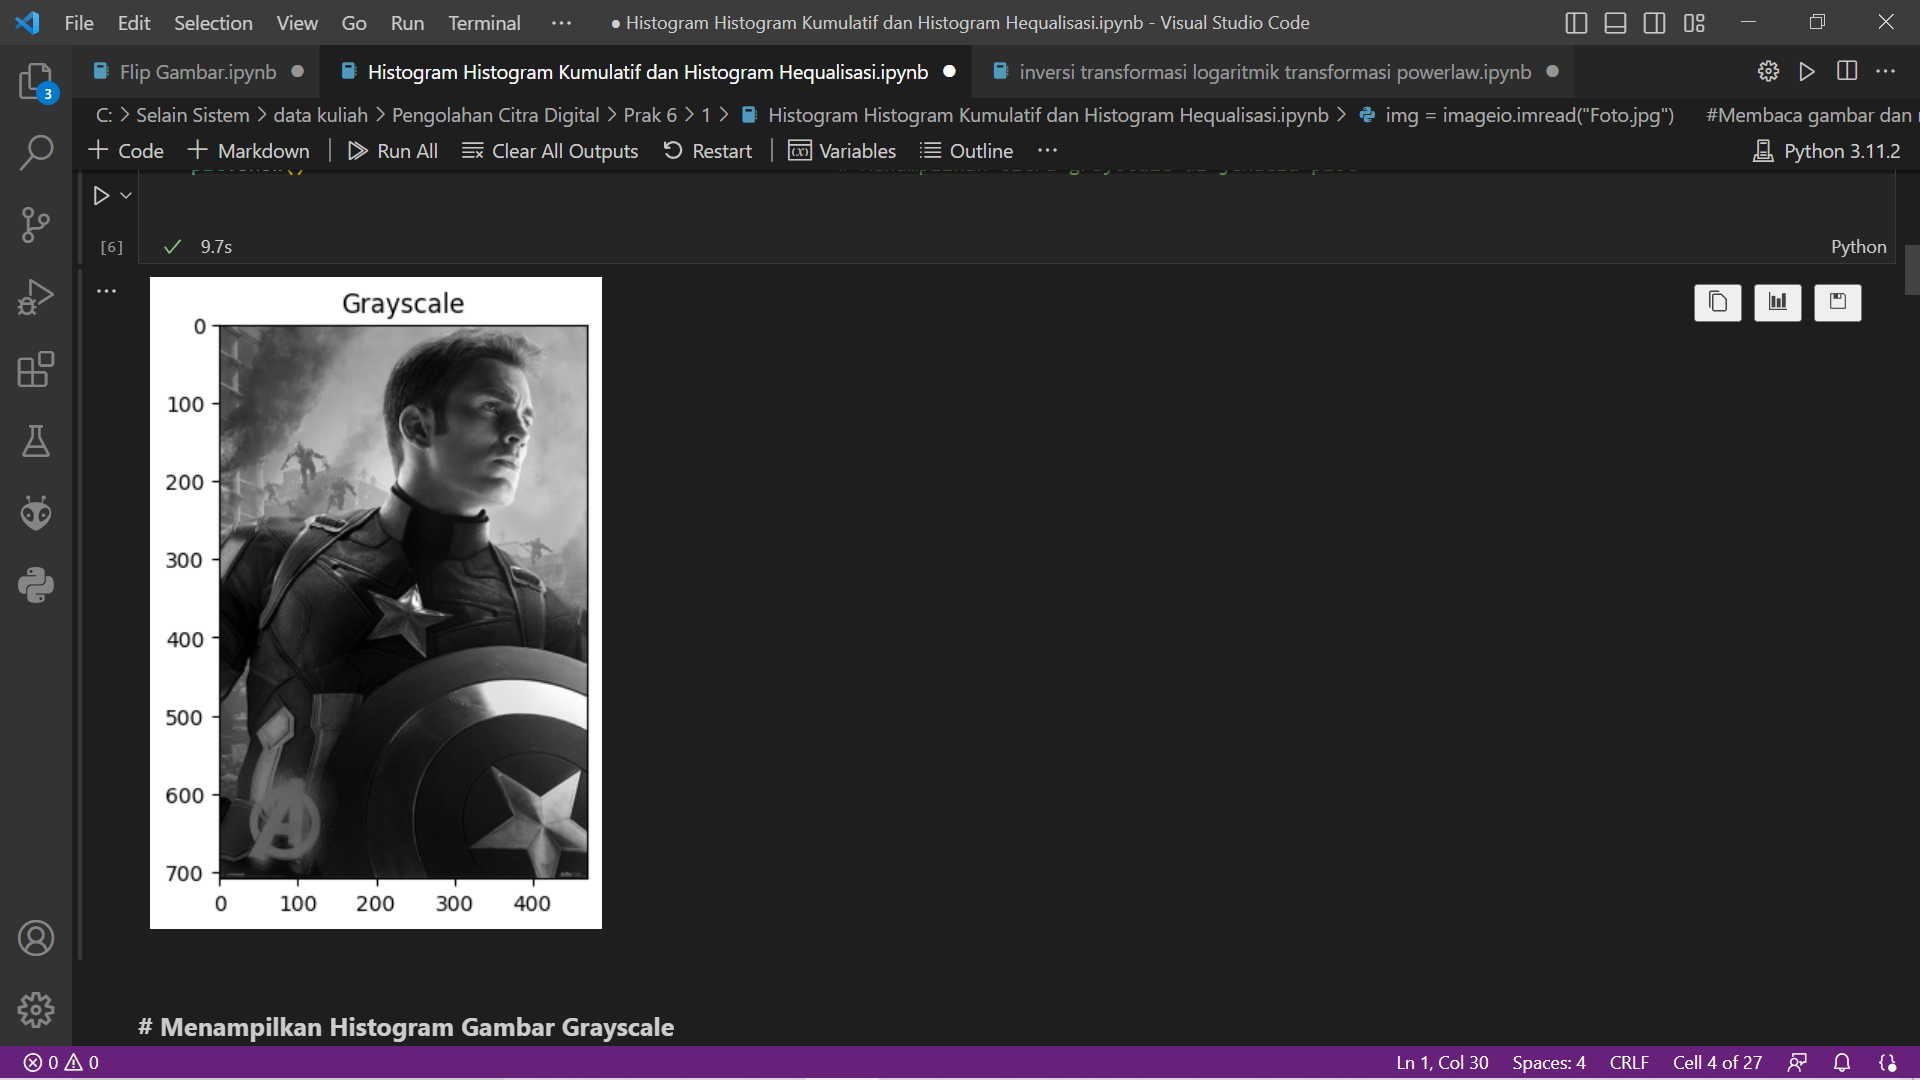 File Edit Selection View Go Run Terminal ··· ● Histogram Histogram Kumulatif dan Histogram Hequalisasi.ipynb - Visual Studio Code
Flip Gambar.ipynb ● Histogram Histogram Kumulatif dan Histogram Hequalisasi.ipynb ● inversi transformasi logaritmik transformasi powerlaw.ipynb ●
C: > Selain Sistem > data kuliah > Pengolahan Citra Digital > Prak 6 > 1 > Histogram Histogram Kumulatif dan Histogram Hequalisasi.ipynb > img = imageio.imread("Foto.jpg") #Membaca gambar dan
+ Code + Markdown | Run All Clear All Outputs Restart | Variables Outline ··· Python 3.11.2
3
[6] 9.7s Python
Grayscale
0
100
200
300
400
500
600
700
0 100 200 300 400
A
# Menampilkan Histogram Gambar Grayscale
0 0 Ln 1, Col 30 Spaces: 4 CRLF Cell 4 of 27